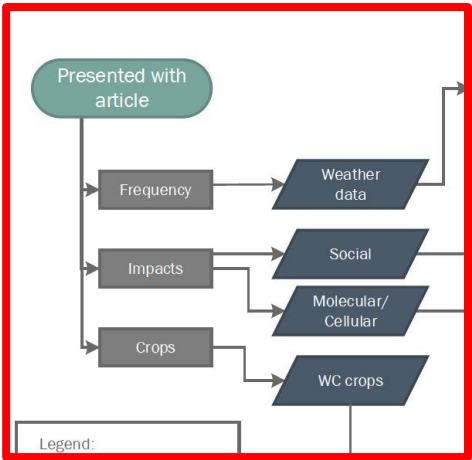 Presented with
article
Frequency
Weather
data
Impacts
Social
Molecular/
Cellular
Crops
WC crops
Legend: